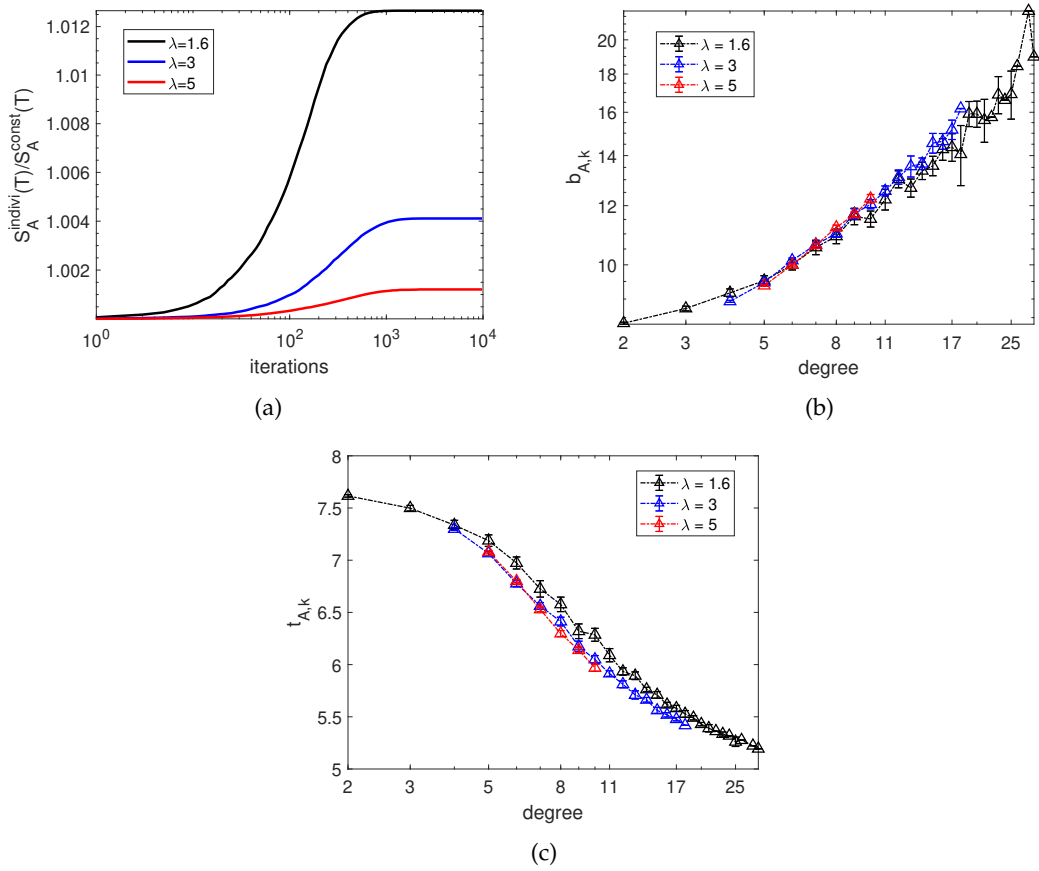 S_A^indivi(T)/S_A^const(T)
1.012
1.01
1.008
1.006
1.004
1.002
λ=1.6
λ=3
λ=5
10^0 10^1 10^2 10^3 10^4
iterations
(a)
b_A,k
20
18
16
14
12
10
λ = 1.6
λ = 3
λ = 5
2 3 5 8 11 17 25
degree
(b)
t_A,k
8
7.5
7
6.5
6
5.5
5
λ = 1.6
λ = 3
λ = 5
2 3 5 8 11 17 25
degree
(c)